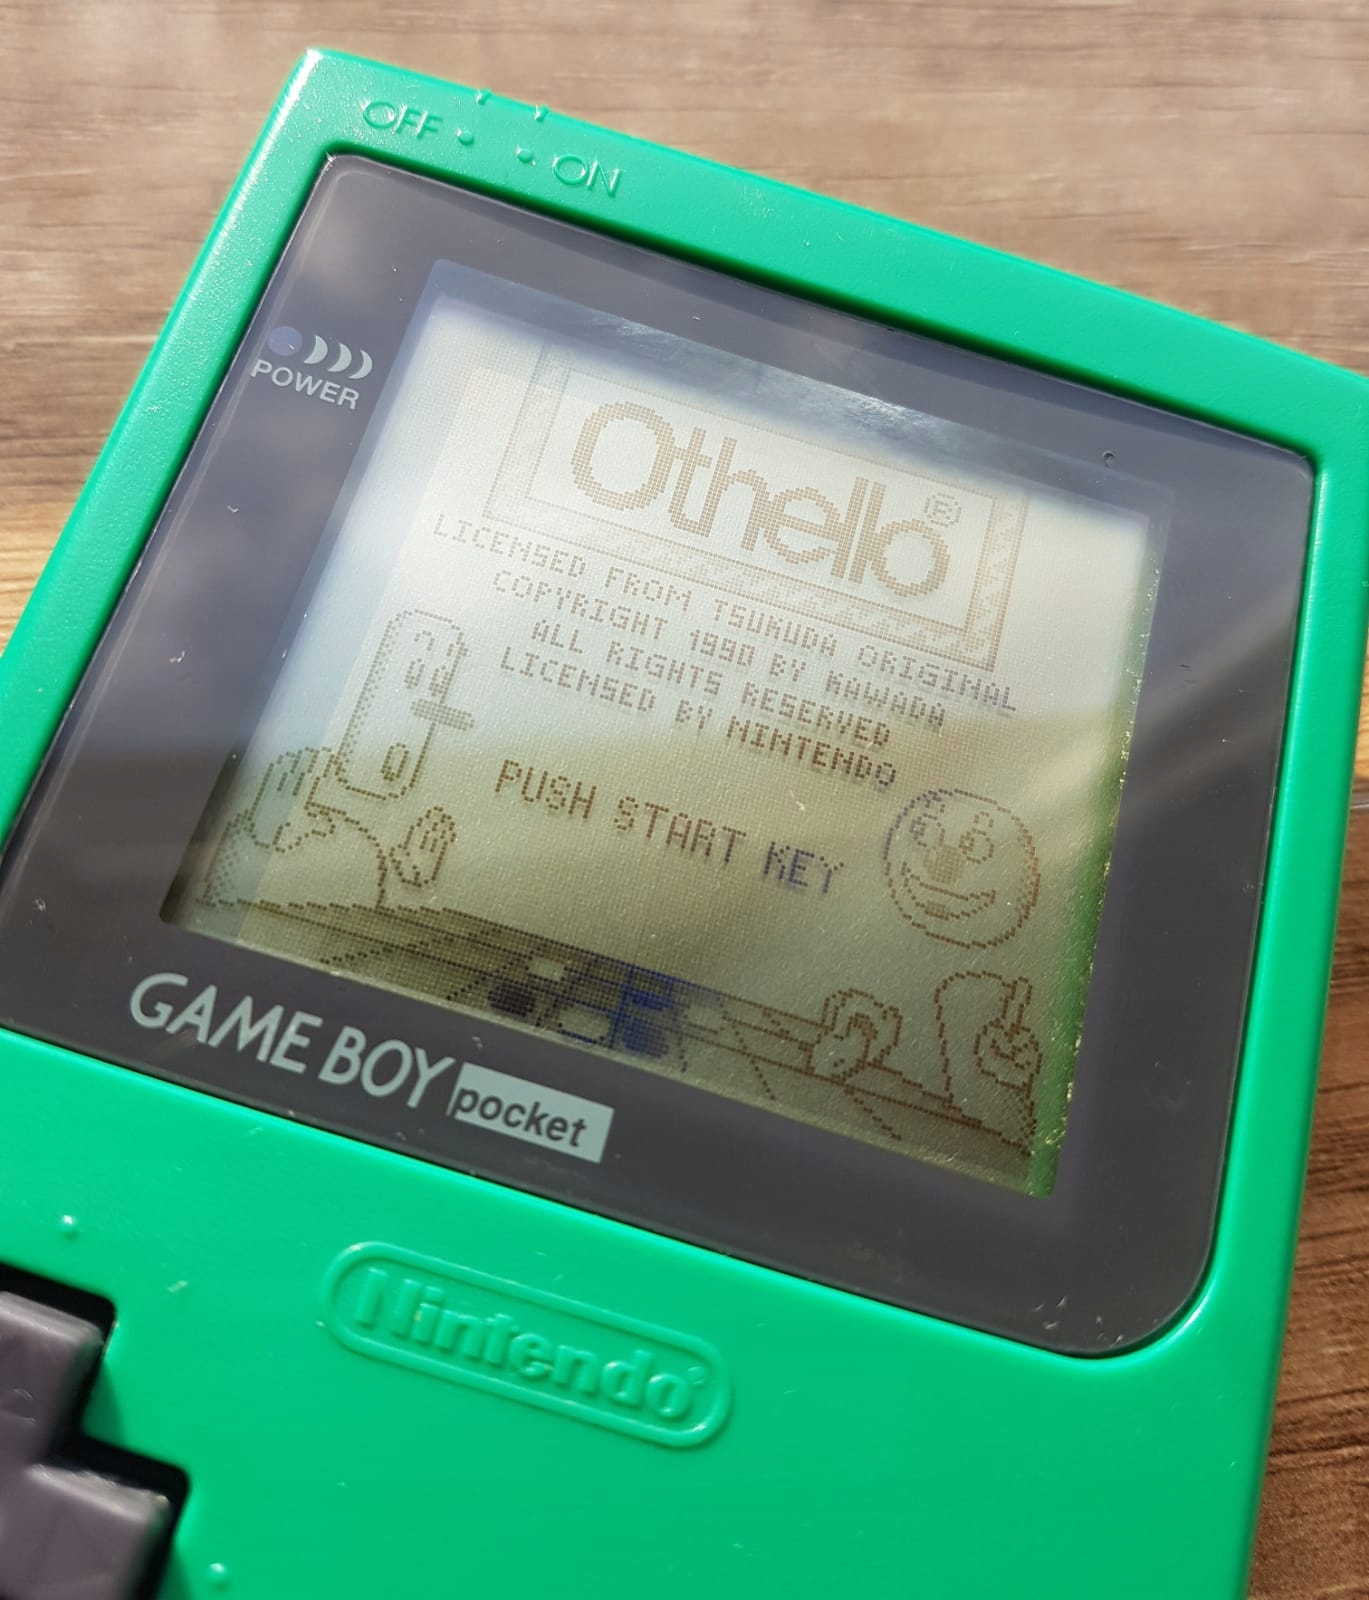 OFF • • ON
POWER
Othello®
LICENSED FROM TSUKUDA ORIGINAL
COPYRIGHT 1990 BY KAWADA
ALL RIGHTS RESERVED
LICENSED BY NINTENDO
PUSH START KEY
GAME BOY pocket
Nintendo®